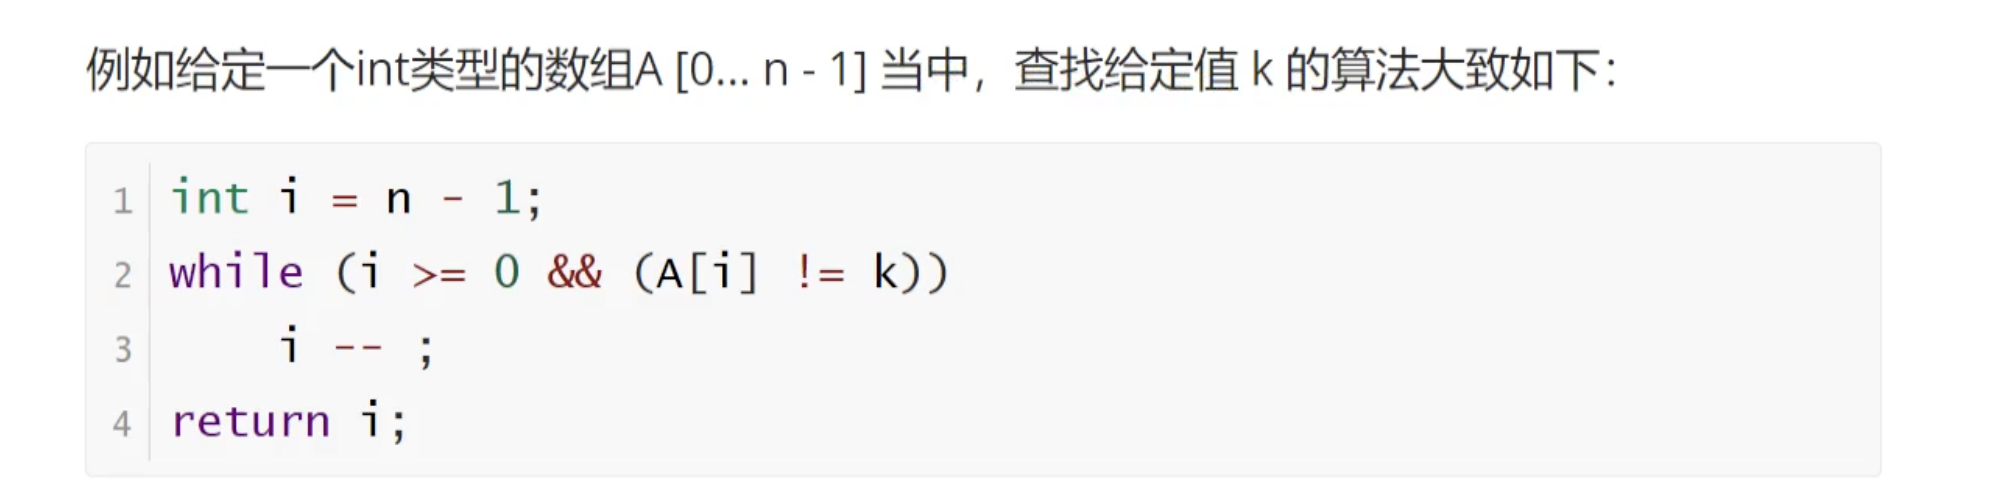 例如给定一个int类型的数组A [0... n - 1] 当中，查找给定值 k 的算法大致如下：
1 int i = n - 1;
2 while (i >= 0 && (A[i] != k))
3     i -- ;
4 return i;